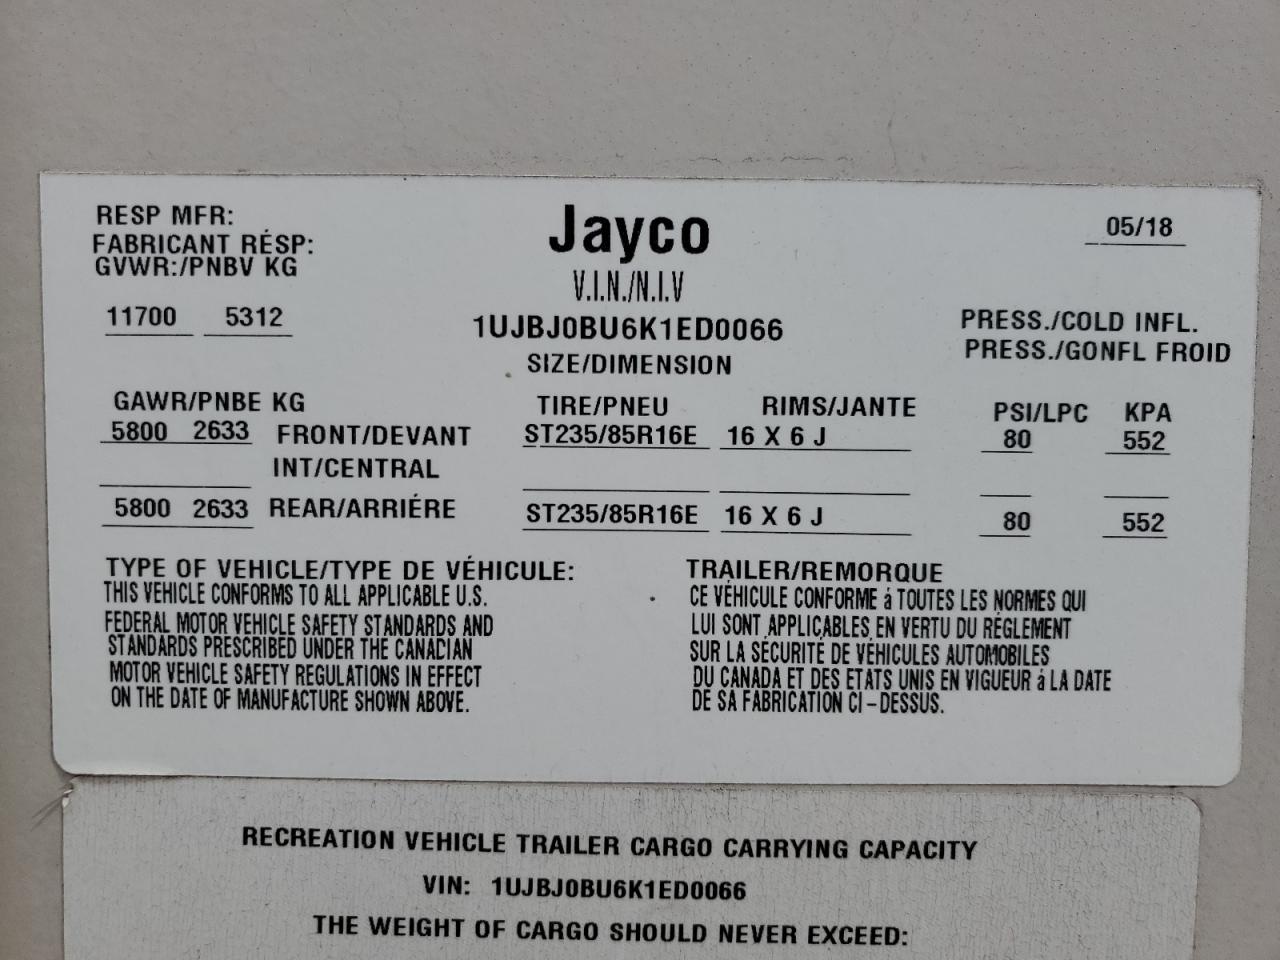 RESP MFR:
FABRICANT RÉSP:
GVWR:/PNBV KG
11700 5312
Jayco
V.I.N./N.I.V
1UJBJ0BU6K1ED0066
SIZE/DIMENSION
05/18
PRESS./COLD INFL.
PRESS./GONFL FROID
GAWR/PNBE KG TIRE/PNEU RIMS/JANTE PSI/LPC KPA
5800 2633 FRONT/DEVANT ST235/85R16E 16 X 6 J 80 552
INT/CENTRAL
5800 2633 REAR/ARRIÉRE ST235/85R16E 16 X 6 J 80 552
TYPE OF VEHICLE/TYPE DE VÉHICULE: TRAILER/REMORQUE
THIS VEHICLE CONFORMS TO ALL APPLICABLE U.S.
FEDERAL MOTOR VEHICLE SAFETY STANDARDS AND
STANDARDS PRESCRIBED UNDER THE CANADIAN
MOTOR VEHICLE SAFETY REGULATIONS IN EFFECT
ON THE DATE OF MANUFACTURE SHOWN ABOVE.
CE VÉHICULE CONFORME á TOUTES LES NORMES QUI
LUI SONT APPLICABLES EN VERTU DU RÉGLEMENT
SUR LA SÉCURITÉ DE VÉHICULES AUTOMOBILES
DU CANADA ET DES ETATS UNIS EN VIGUEUR á LA DATE
DE SA FABRICATION CI-DESSUS.
RECREATION VEHICLE TRAILER CARGO CARRYING CAPACITY
VIN: 1UJBJ0BU6K1ED0066
THE WEIGHT OF CARGO SHOULD NEVER EXCEED: